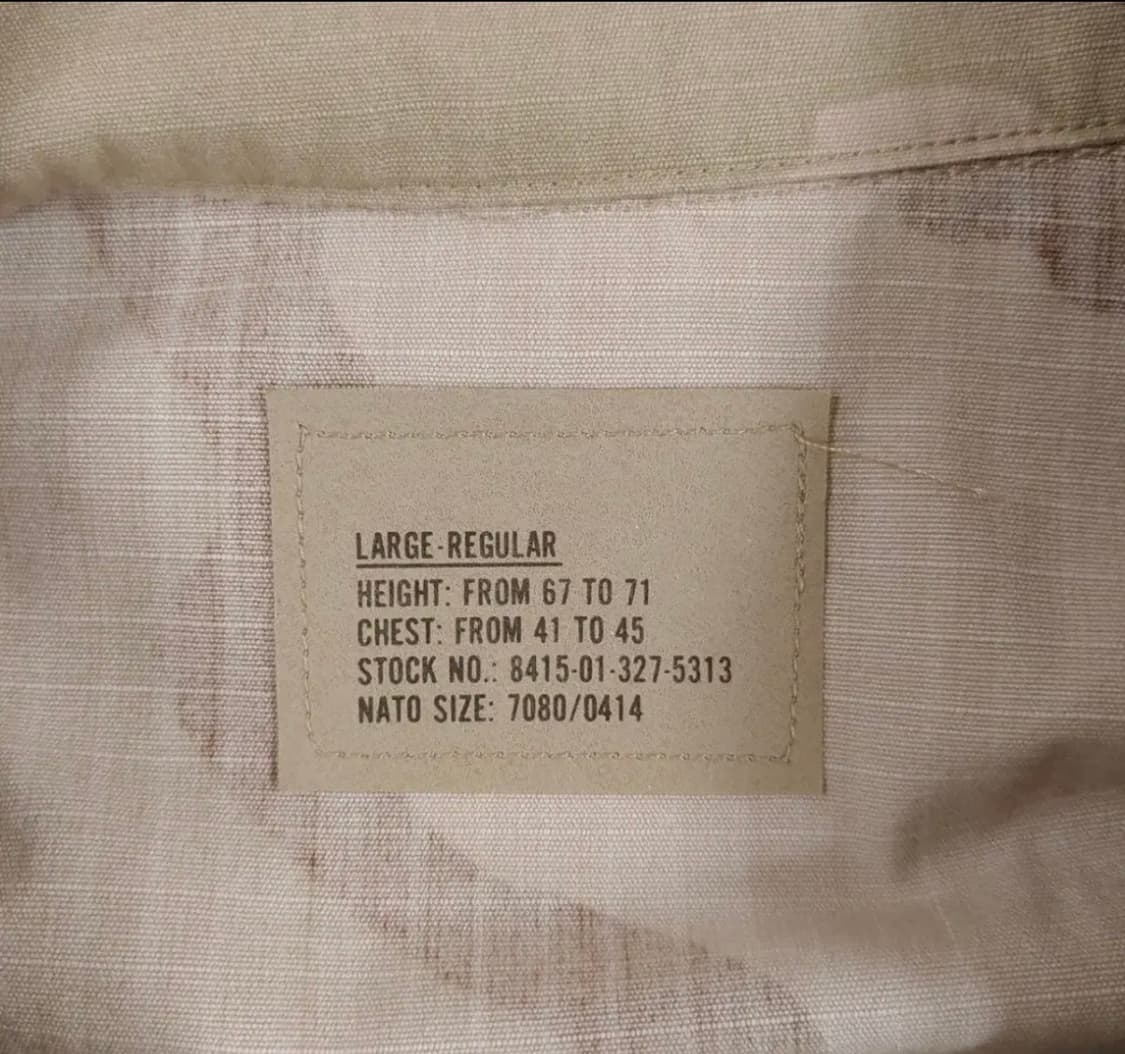 LARGE-REGULAR
HEIGHT: FROM 67 TO 71
CHEST: FROM 41 TO 45
STOCK NO.: 8415-01-327-5313
NATO SIZE: 7080/0414